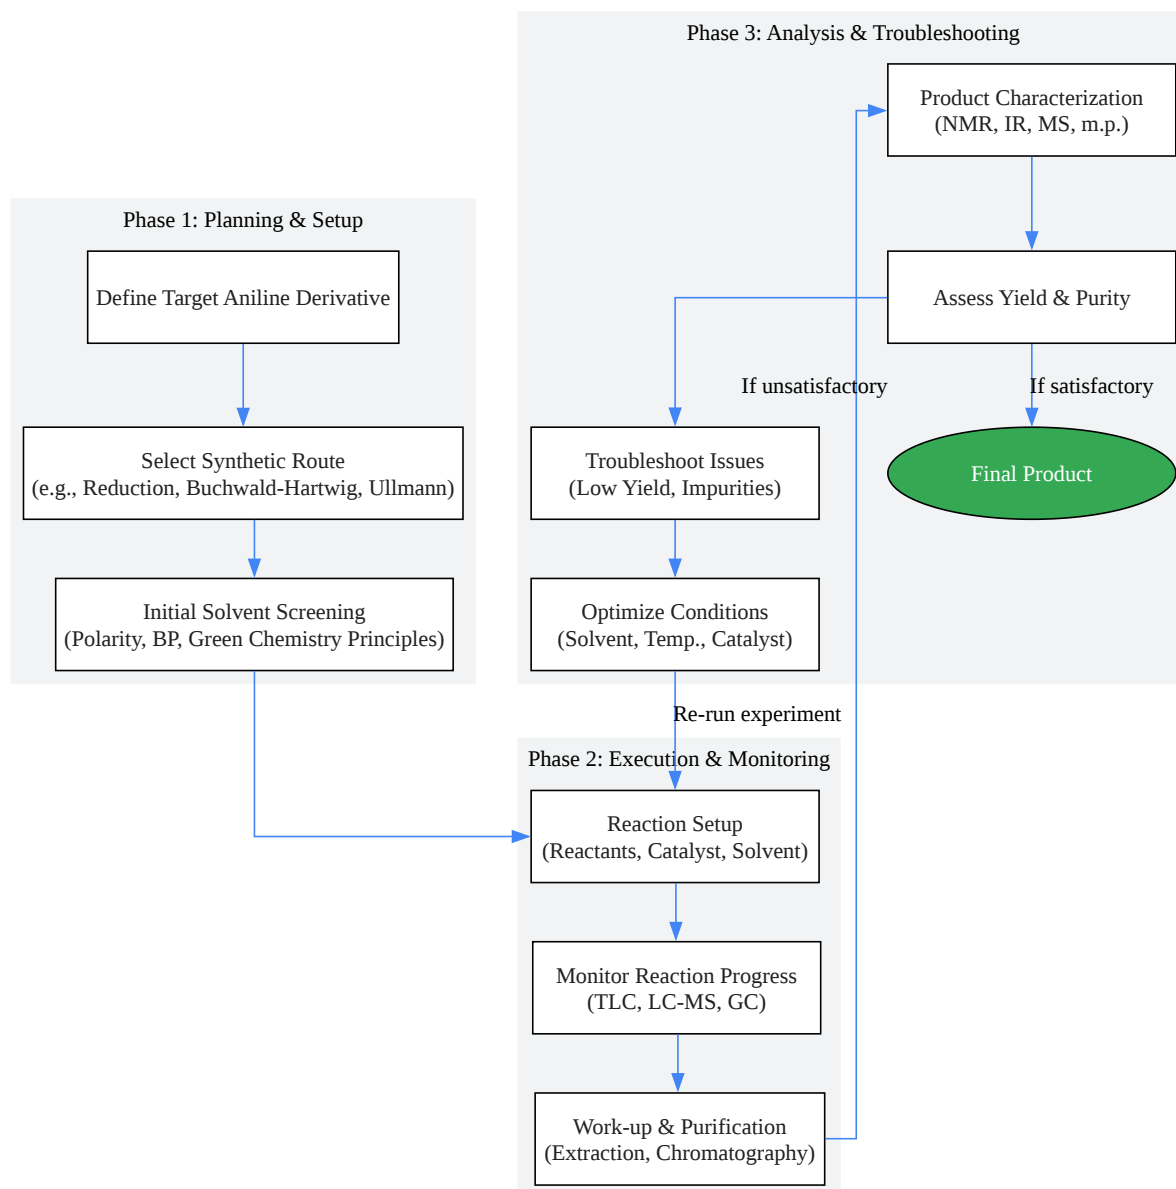 Phase 3: Analysis & Troubleshooting
Product Characterization
(NMR, IR, MS, m.p.)
Phase 1: Planning & Setup
Define Target Aniline Derivative
Assess Yield & Purity
If unsatisfactory
If satisfactory
Select Synthetic Route
(e.g., Reduction, Buchwald-Hartwig, Ullmann)
Troubleshoot Issues
(Low Yield, Impurities)
Final Product
Initial Solvent Screening
(Polarity, BP, Green Chemistry Principles)
Optimize Conditions
(Solvent, Temp., Catalyst)
Re-run experiment
Phase 2: Execution & Monitoring
Reaction Setup
(Reactants, Catalyst, Solvent)
Monitor Reaction Progress
(TLC, LC-MS, GC)
Work-up & Purification
(Extraction, Chromatography)